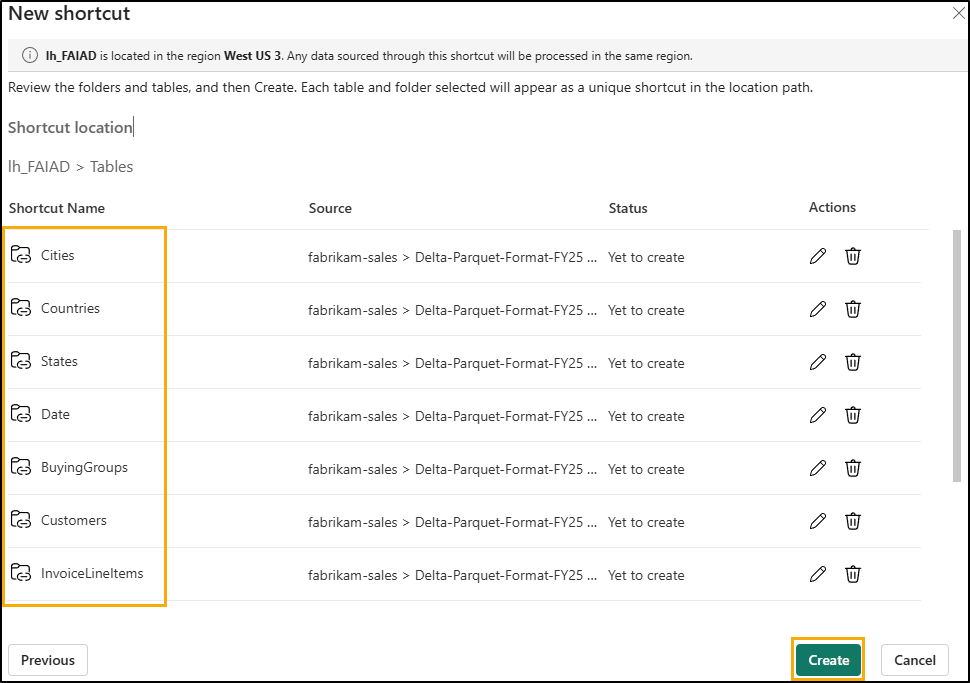 New shortcut
lh_FAIAD is located in the region West US 3. Any data sourced through this shortcut will be processed in the same region.
Review the folders and tables, and then Create. Each table and folder selected will appear as a unique shortcut in the location path.
Shortcut location
lh_FAIAD > Tables
Shortcut Name Source Status Actions
Cities fabrikam-sales > Delta-Parquet-Format-FY25 ... Yet to create
Countries fabrikam-sales > Delta-Parquet-Format-FY25 ... Yet to create
States fabrikam-sales > Delta-Parquet-Format-FY25 ... Yet to create
Date fabrikam-sales > Delta-Parquet-Format-FY25 ... Yet to create
BuyingGroups fabrikam-sales > Delta-Parquet-Format-FY25 ... Yet to create
Customers fabrikam-sales > Delta-Parquet-Format-FY25 ... Yet to create
InvoiceLineItems fabrikam-sales > Delta-Parquet-Format-FY25 ... Yet to create
Previous Create Cancel